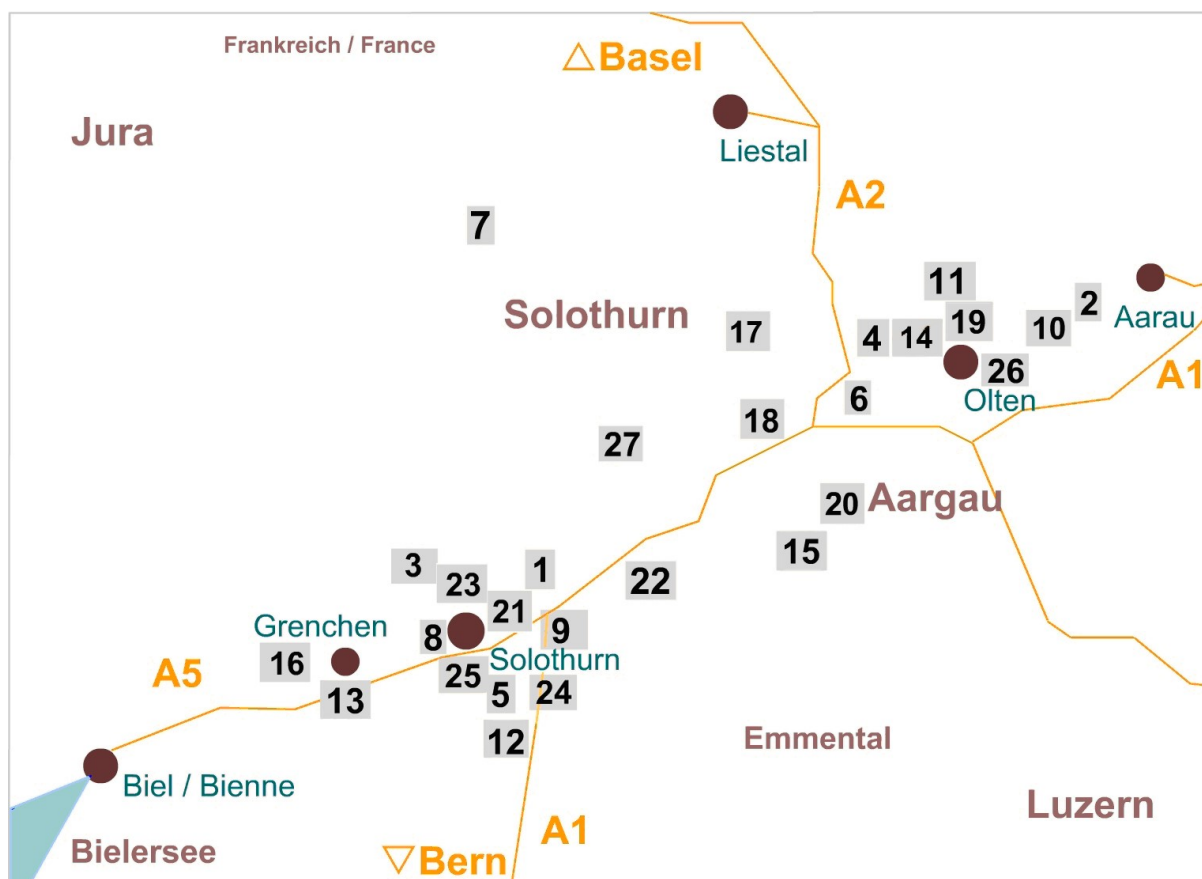 Frankreich / France
Basel
Jura
Liestal
A2
7
11
2
Solothurn
17
4
14
19
10
Aarau
26
A1
6
Olten
18
27
20
Aargau
15
3
23
1
22
21
Grenchen
8
9
16
Solothurn
A5
25
13
5
24
12
Emmental
Biel / Bienne
Luzern
A1
Bielersee
Bern